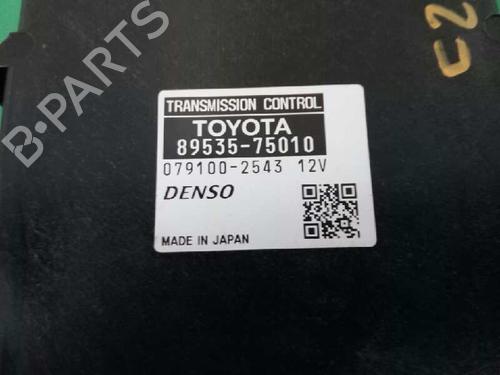 TRANSMISSION CONTROL
TOYOTA
89535-75010
079100-2543 12V
DENSO
MADE IN JAPAN
B-PARTS